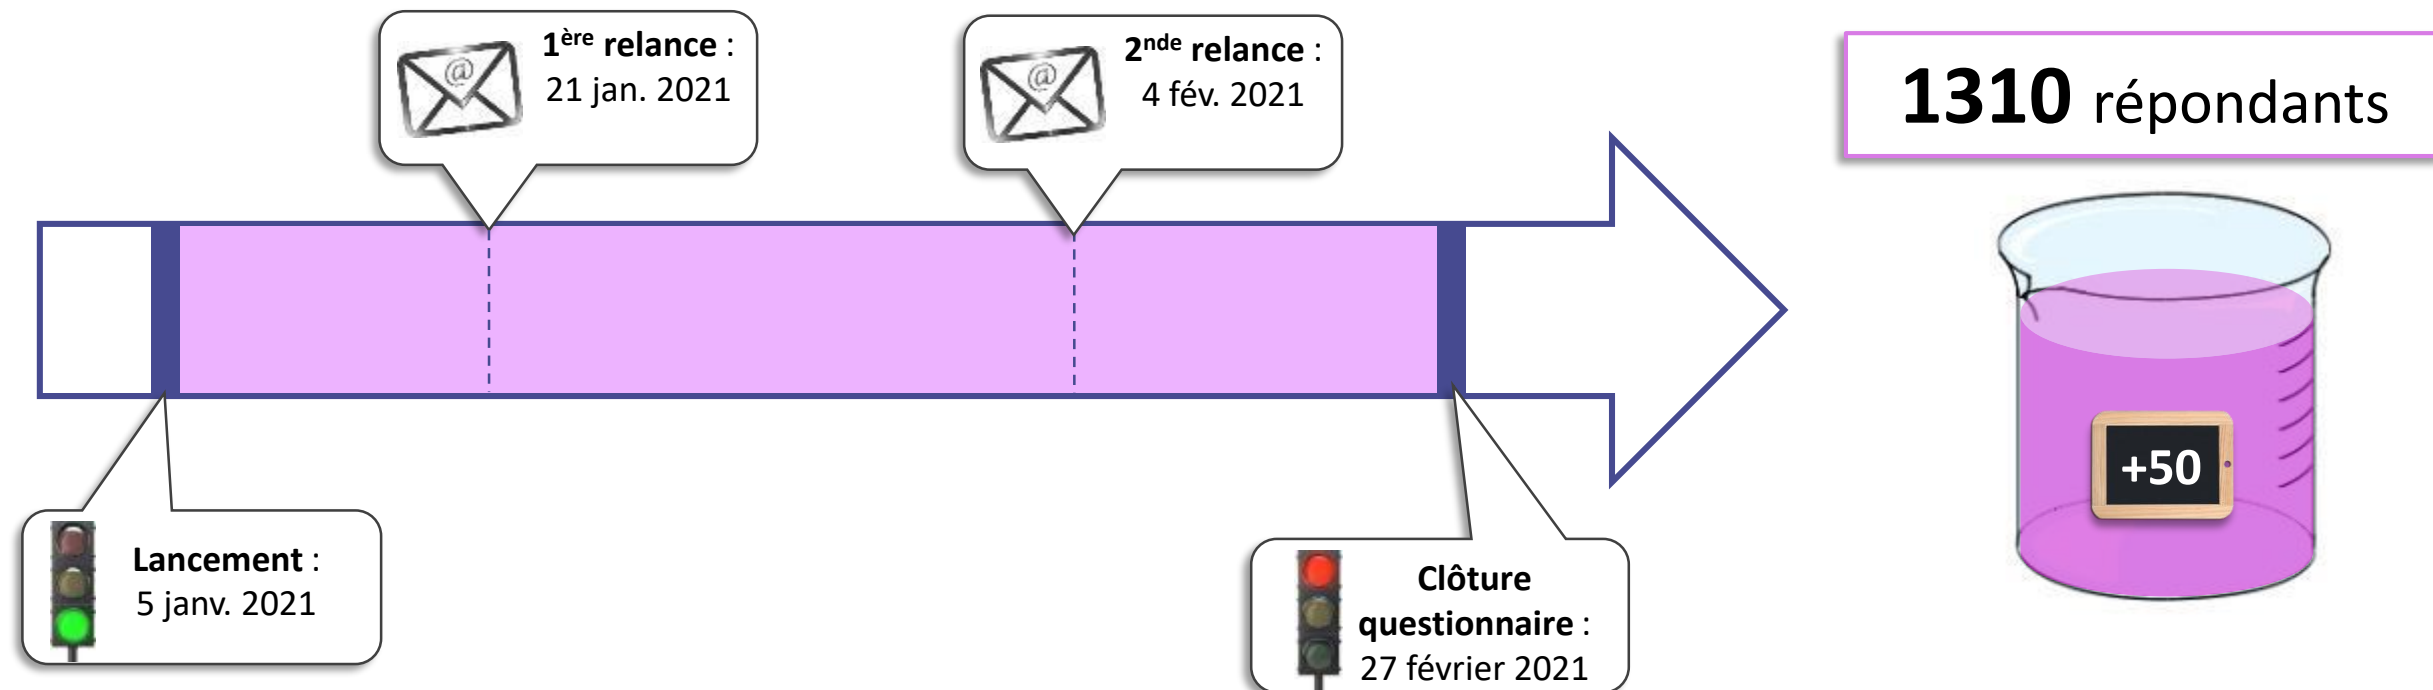 1ère relance :
21 jan. 2021
2nde relance :
4 fév. 2021
1310 répondants
+50
Lancement :
5 janv. 2021
Clôture
questionnaire :
27 février 2021
@
@